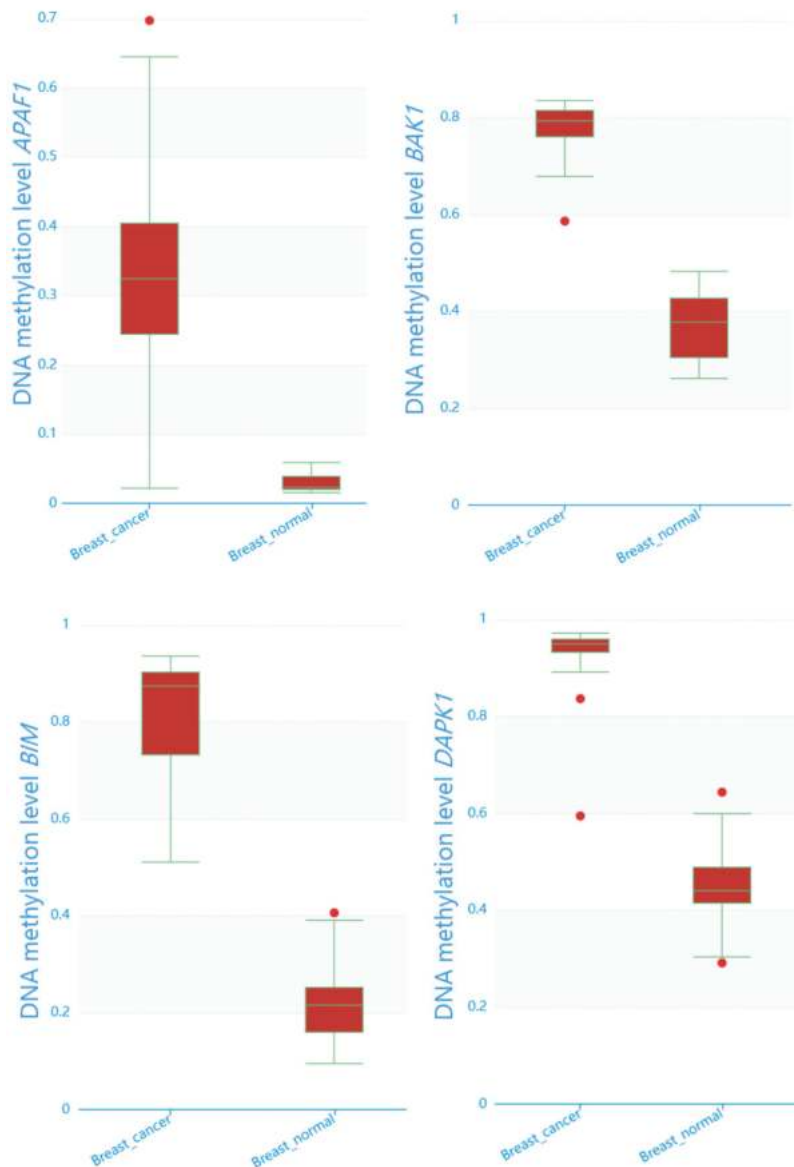 DNA methylation level APAF1
0.7
0.6
0.5
0.4
0.3
0.2
0.1
0
Breast_cancer
Breast_normal
DNA methylation level BAK1
1
0.8
0.6
0.4
0.2
0
Breast_cancer
Breast_normal
DNA methylation level BIM
1
0.8
0.6
0.4
0.2
0
Breast_cancer
Breast_normal
DNA methylation level DAPK1
1
0.8
0.6
0.4
0.2
0
Breast_cancer
Breast_normal